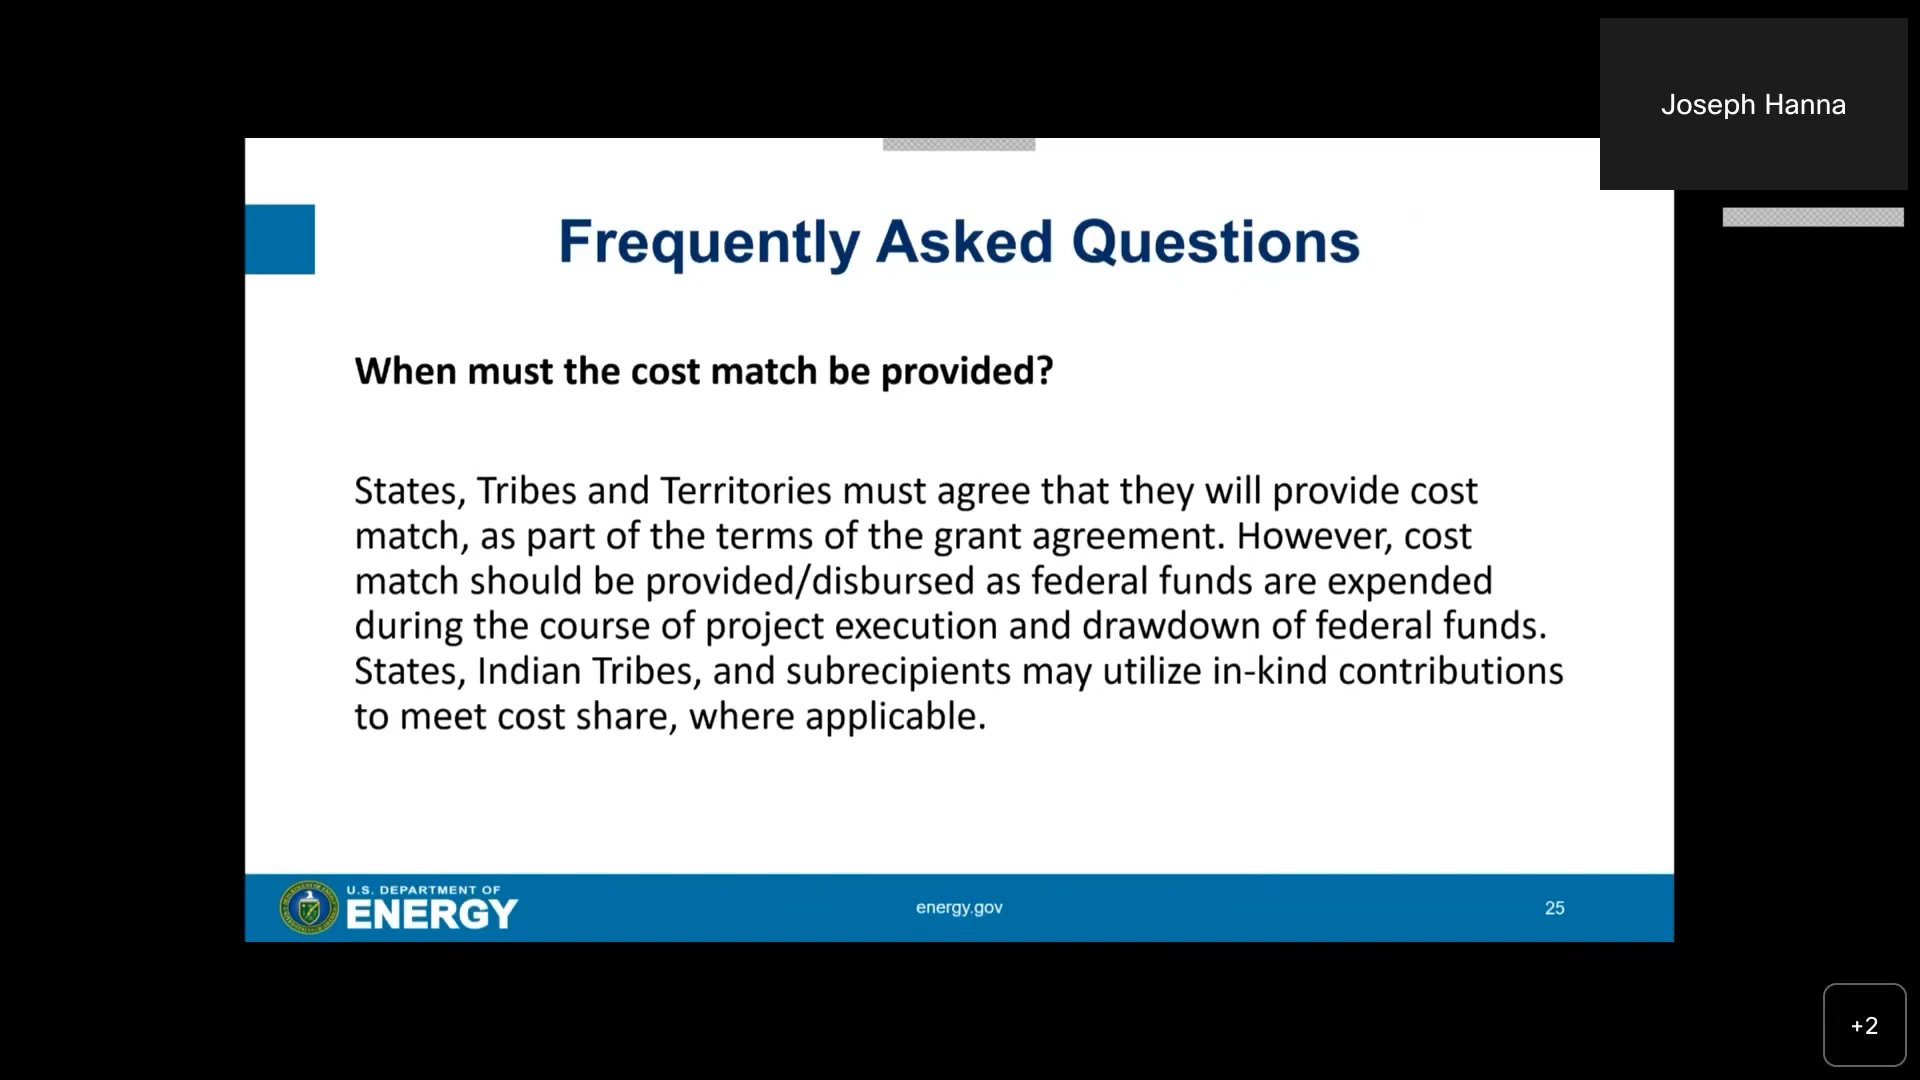 Joseph Hanna
Frequently Asked Questions
When must the cost match be provided?
States, Tribes and Territories must agree that they will provide cost
match, as part of the terms of the grant agreement. However, cost
match should be provided/disbursed as federal funds are expended
during the course of project execution and drawdown of federal funds.
States, Indian Tribes, and subrecipients may utilize in-kind contributions
to meet cost share, where applicable.
U.S. DEPARTMENT OF
ENERGY
energy.gov
25
+2